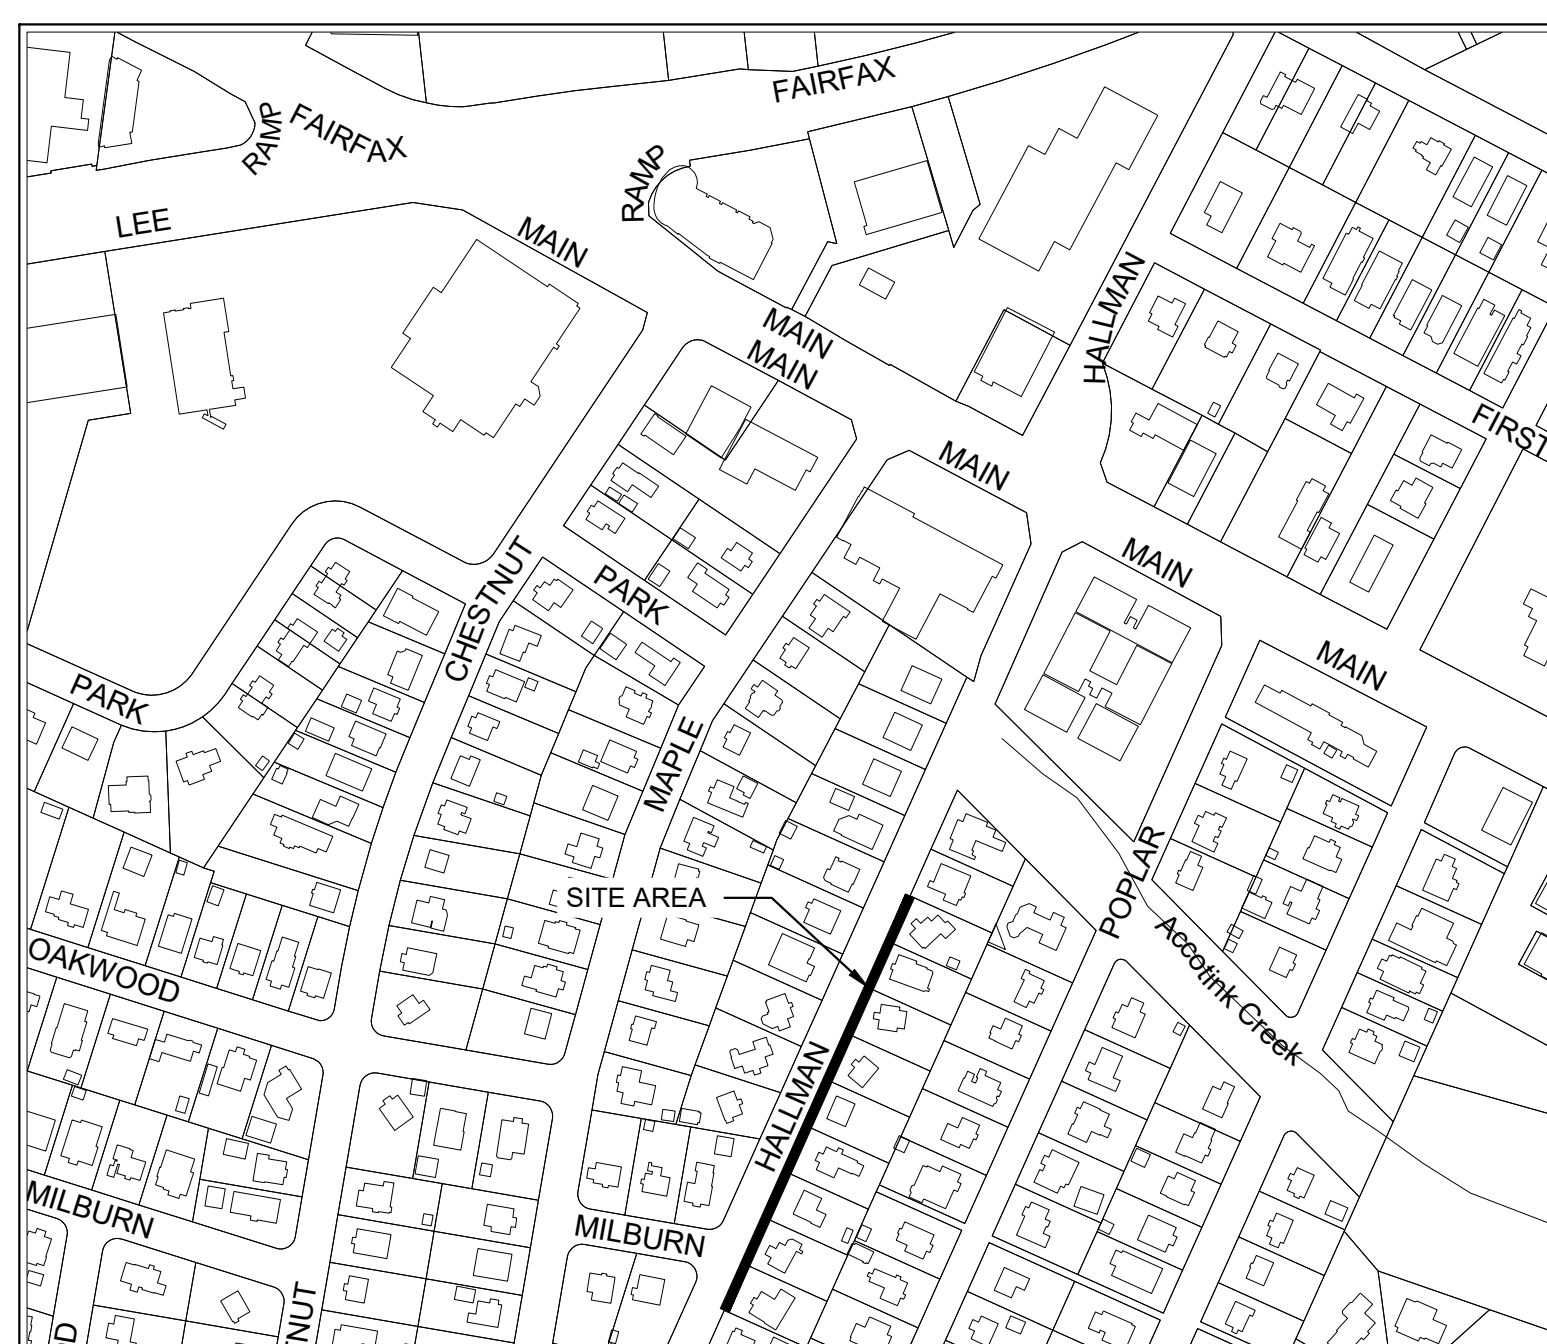 FAIRFAX
RAMP
FAIRFAX
RAMP
LEE
MAIN
HALLMAN
MAIN
MAIN
FIRST
MAIN
MAIN
CHESTNUT
PARK
MAIN
PARK
MAPLE
POPLAR
SITE AREA
Accotink Creek
OAKWOOD
HALLMAN
MILBURN
MILBURN
NUT
D